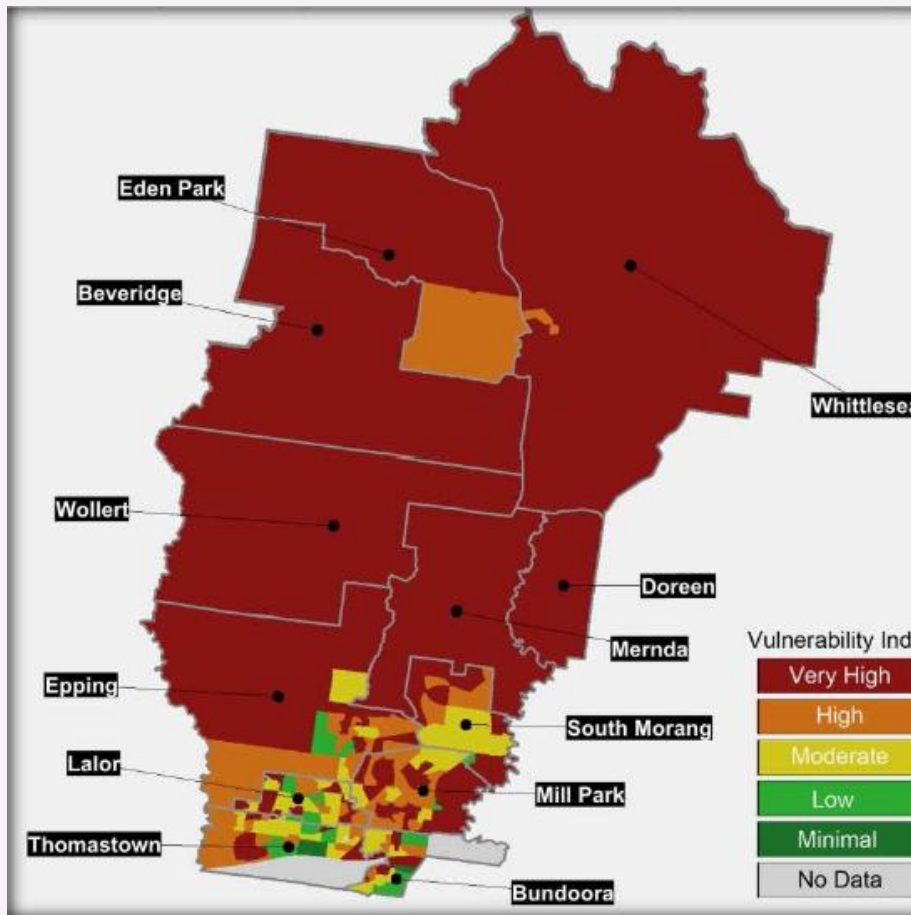 Eden Park
Beveridge
Whittlesea
Wollert
Doreen
Mernda
Vulnerability Ind
Very High
Epping
High
South Morang
Moderate
Lalor
Mill Park
Low
Thomastown
Minimal
No Data
Bundoora